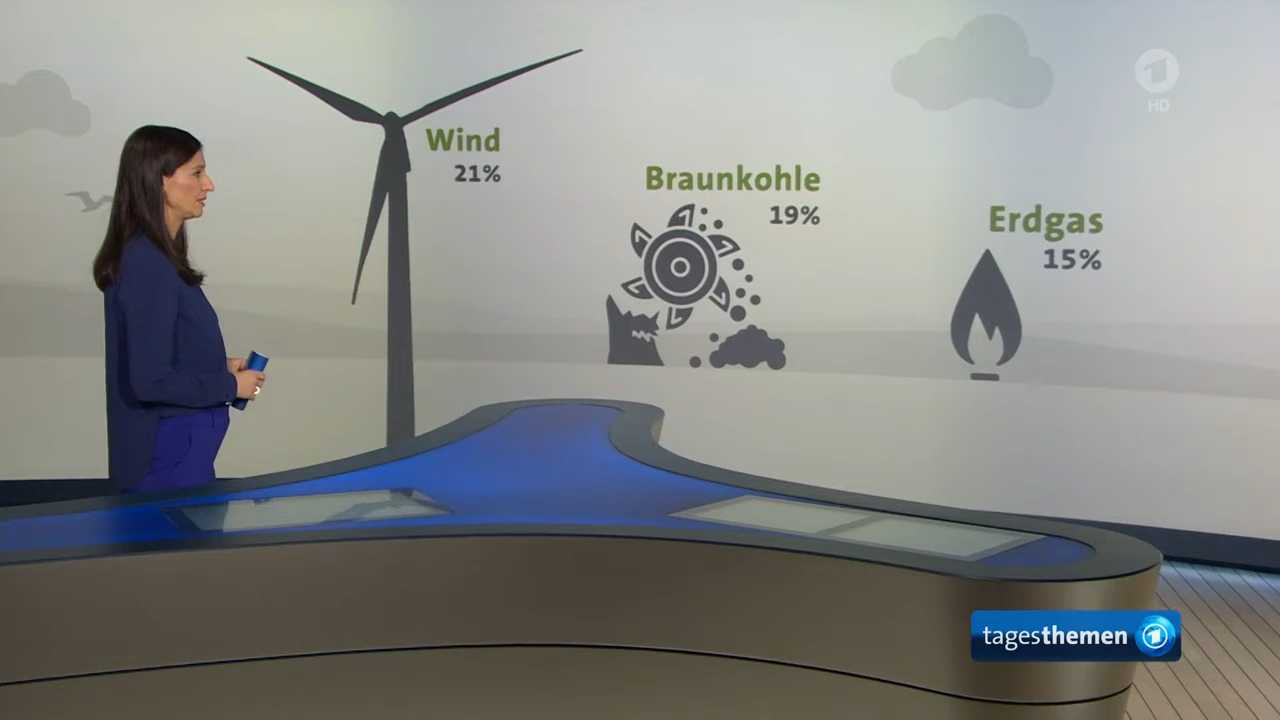 HD
Wind
21%
Braunkohle
19%
Erdgas
15%
tagesthemen